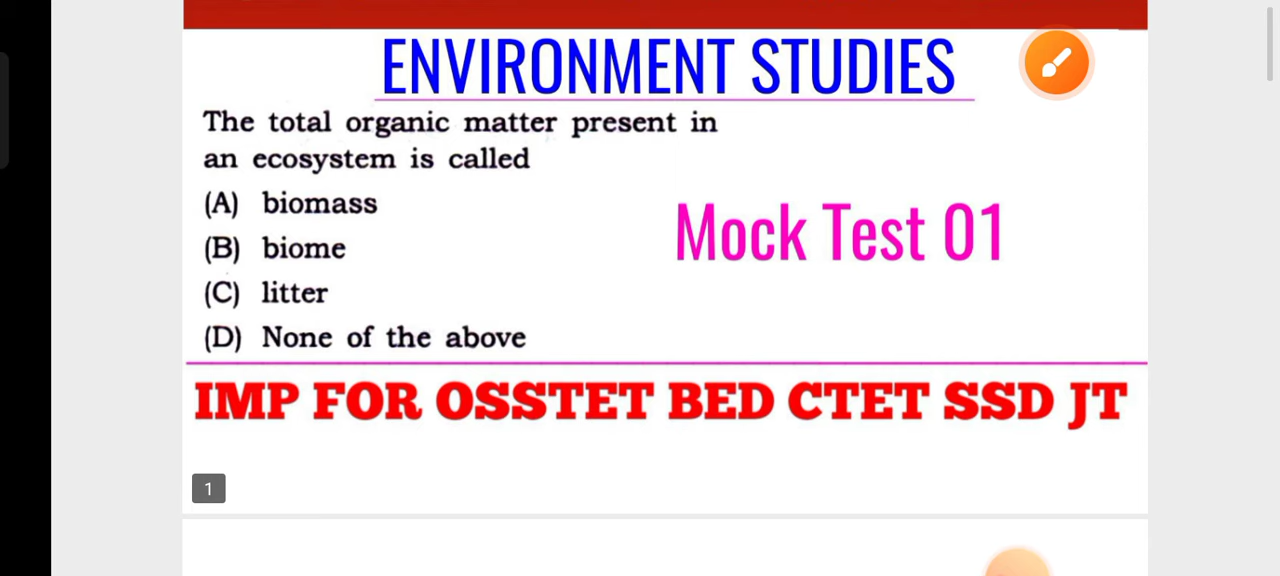 ENVIRONMENT STUDIES
The total organic matter present in
an ecosystem is called
(A) biomass
(B) biome
(C) litter
(D) None of the above
Mock Test 01
IMP FOR OSSTET BED CTET SSD JT
1